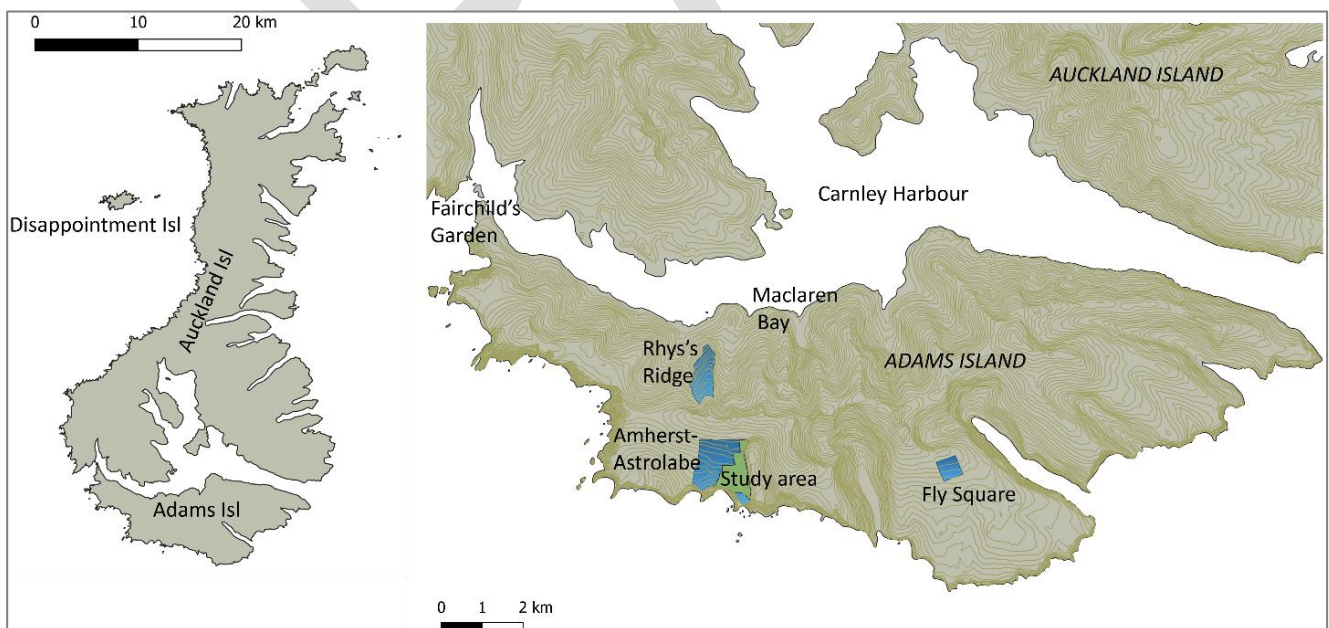 0 10 20 km
Disappointment Isl
Auckland Isl
Adams Isl
AUCKLAND ISLAND
Carnley Harbour
Fairchild's
Garden
Maclaren
Bay
Rhys's
Ridge
ADAMS ISLAND
Amherst-
Astrolabe
Study area
Fly Square
0 1 2 km